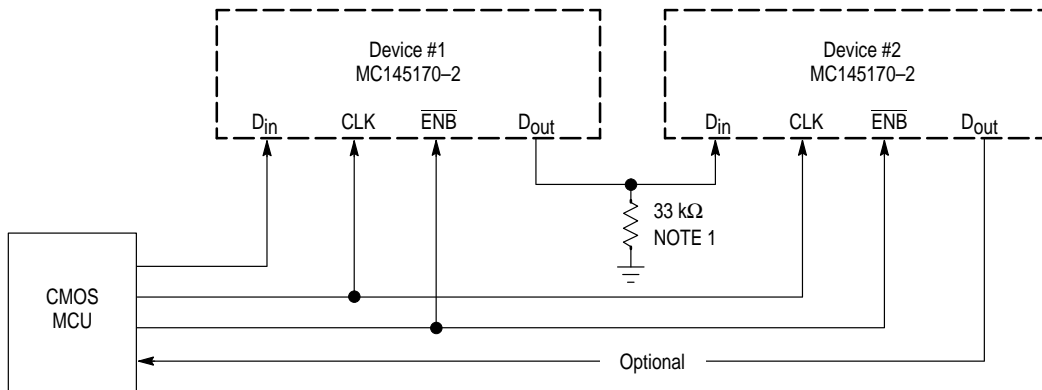 Device #1
MC145170–2
Din CLK ENB Dout
Device #2
MC145170–2
Din CLK ENB Dout
33 kΩ
NOTE 1
CMOS
MCU
Optional